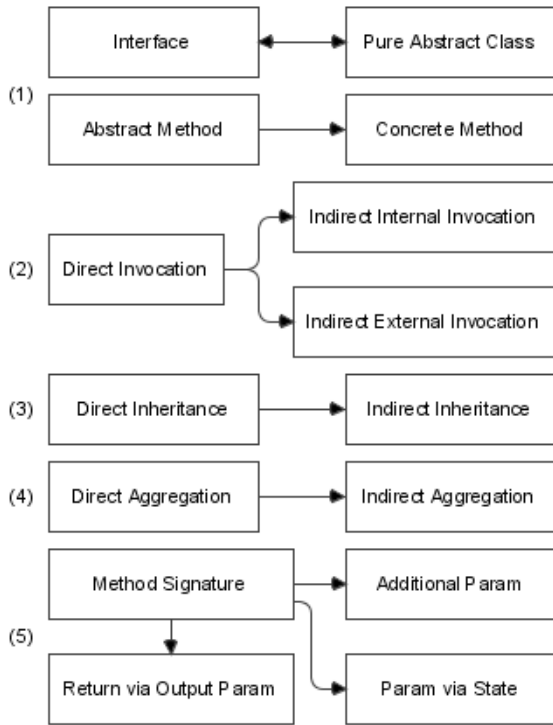 Interface
Pure Abstract Class
(1)
Abstract Method
Concrete Method
Indirect Internal Invocation
(2)
Direct Invocation
Indirect External Invocation
(3)
Direct Inheritance
Indirect Inheritance
(4)
Direct Aggregation
Indirect Aggregation
Method Signature
Additional Param
(5)
Return via Output Param
Param via State